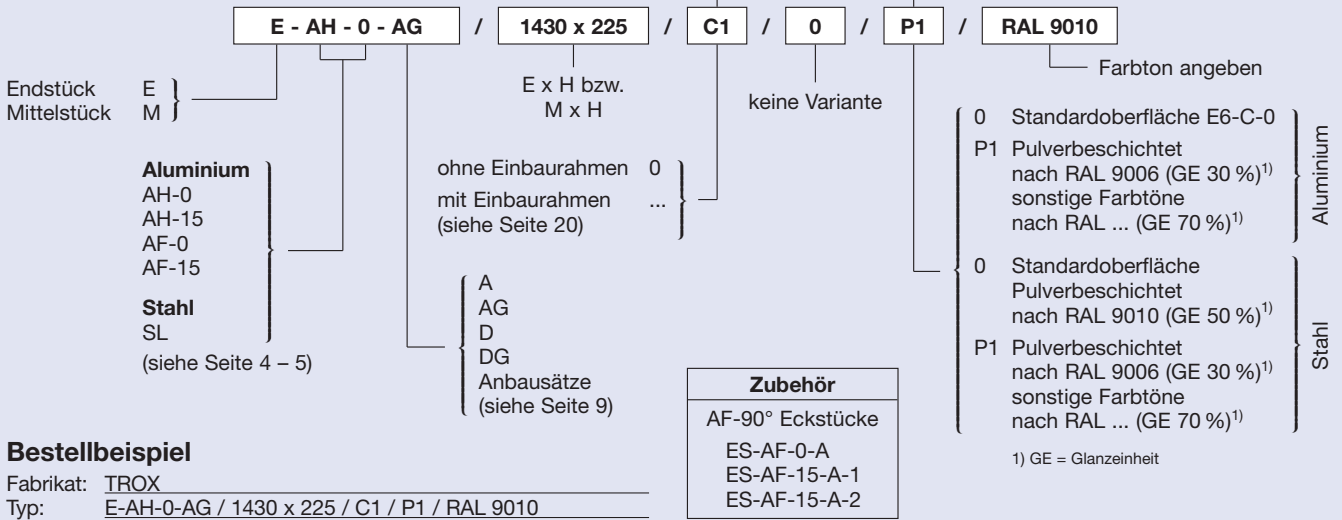 E - AH - 0 - AG / 1430 x 225 / C1 / 0 / P1 / RAL 9010
Farbton angeben
Endstück E
Mittelstück M
E x H bzw.
M x H
keine Variante
Aluminium
AH-0
AH-15
AF-0
AF-15
Stahl
SL
(siehe Seite 4 – 5)
ohne Einbaurahmen 0
mit Einbaurahmen ...
(siehe Seite 20)
A
AG
D
DG
Anbausätze
(siehe Seite 9)
0 Standardoberfläche E6-C-0
P1 Pulverbeschichtet
nach RAL 9006 (GE 30 %)1)
sonstige Farbtöne
nach RAL ... (GE 70 %)1)
Aluminium
0 Standardoberfläche
Pulverbeschichtet
nach RAL 9010 (GE 50 %)1)
P1 Pulverbeschichtet
nach RAL 9006 (GE 30 %)1)
sonstige Farbtöne
nach RAL ... (GE 70 %)1)
Stahl
1) GE = Glanzeinheit
Zubehör
AF-90° Eckstücke
ES-AF-0-A
ES-AF-15-A-1
ES-AF-15-A-2
Bestellbeispiel
Fabrikat: TROX
Typ: E-AH-0-AG / 1430 x 225 / C1 / P1 / RAL 9010